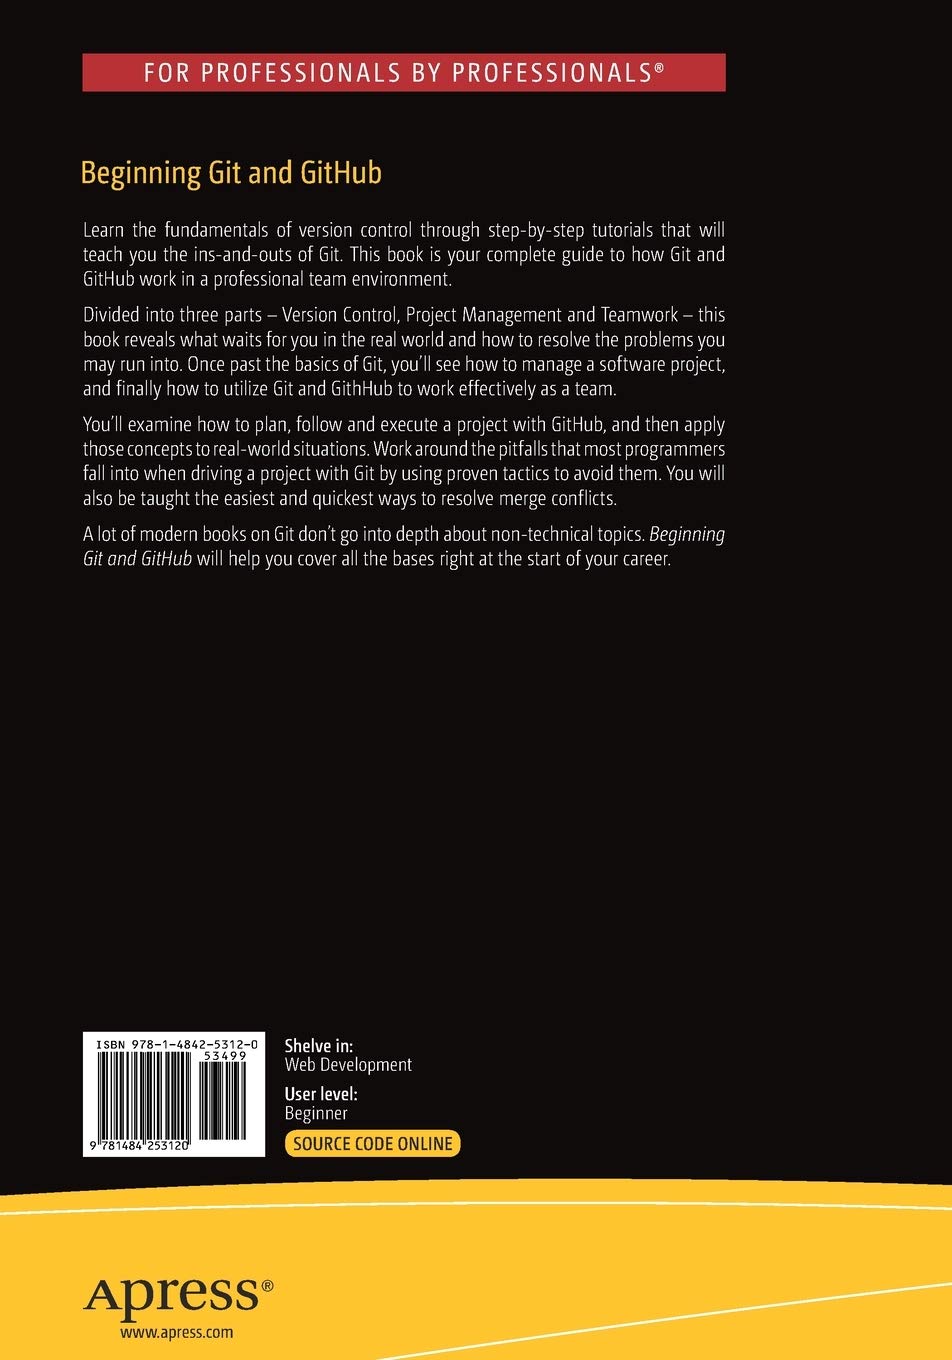 FOR PROFESSIONALS BY PROFESSIONALS®
Beginning Git and GitHub
Learn the fundamentals of version control through step-by-step tutorials that will
teach you the ins-and-outs of Git. This book is your complete guide to how Git and
GitHub work in a professional team environment.
Divided into three parts – Version Control, Project Management and Teamwork – this
book reveals what waits for you in the real world and how to resolve the problems you
may run into. Once past the basics of Git, you'll see how to manage a software project,
and finally how to utilize Git and GithHub to work effectively as a team.
You'll examine how to plan, follow and execute a project with GitHub, and then apply
those concepts to real-world situations. Work around the pitfalls that most programmers
fall into when driving a project with Git by using proven tactics to avoid them. You will
also be taught the easiest and quickest ways to resolve merge conflicts.
A lot of modern books on Git don't go into depth about non-technical topics. Beginning
Git and GitHub will help you cover all the bases right at the start of your career.
ISBN 978-1-4842-5312-0
53499
9 781484 253120
Shelve in:
Web Development
User level:
Beginner
SOURCE CODE ONLINE
Apress®
www.apress.com